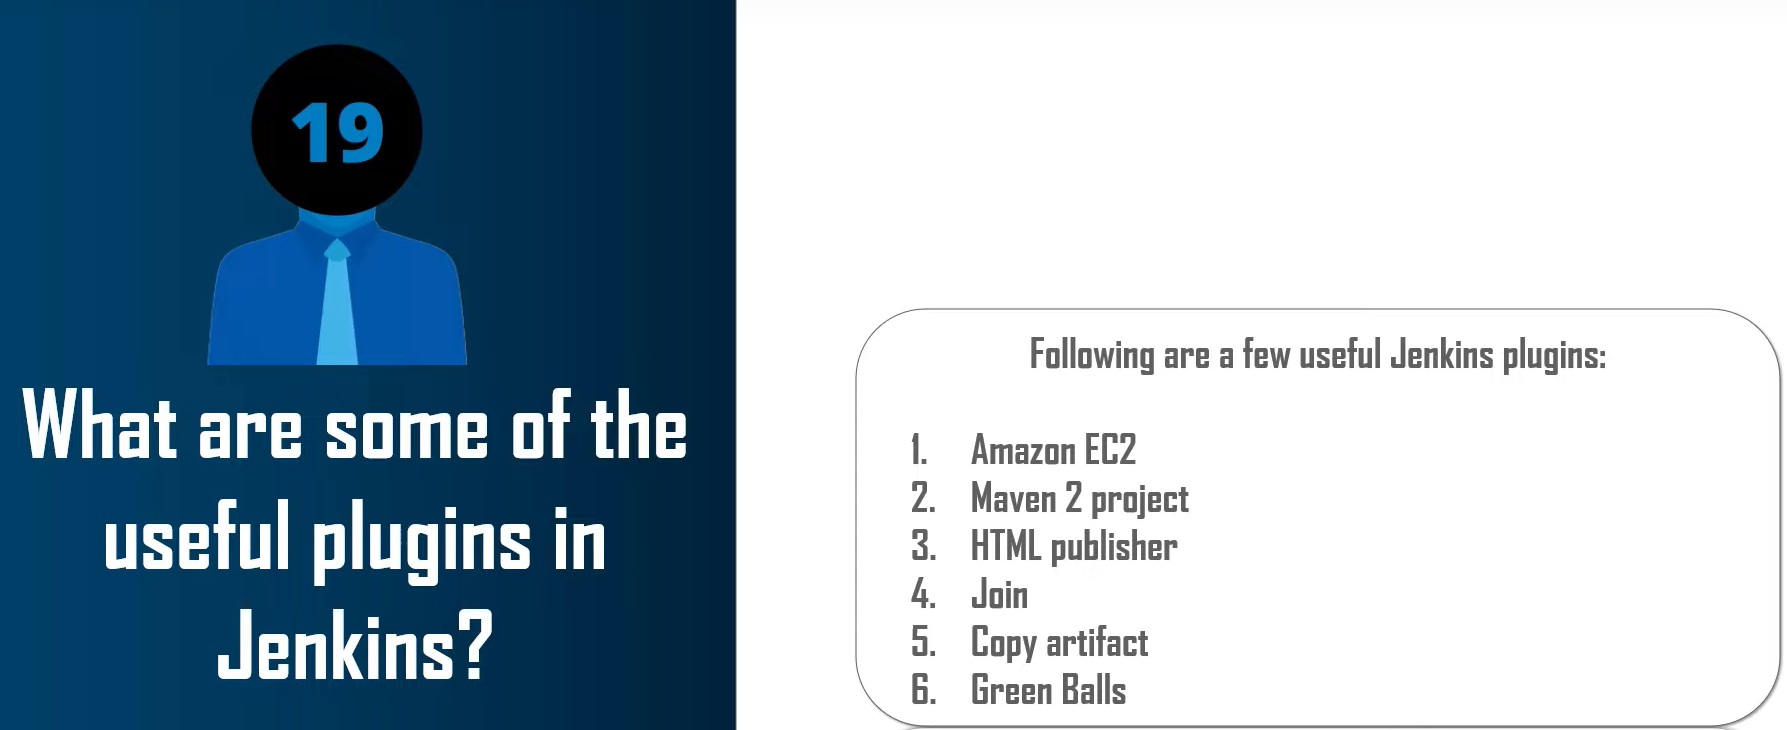 19
What are some of the
useful plugins in
Jenkins?
Following are a few useful Jenkins plugins:
1. Amazon EC2
2. Maven 2 project
3. HTML publisher
4. Join
5. Copy artifact
6. Green Balls